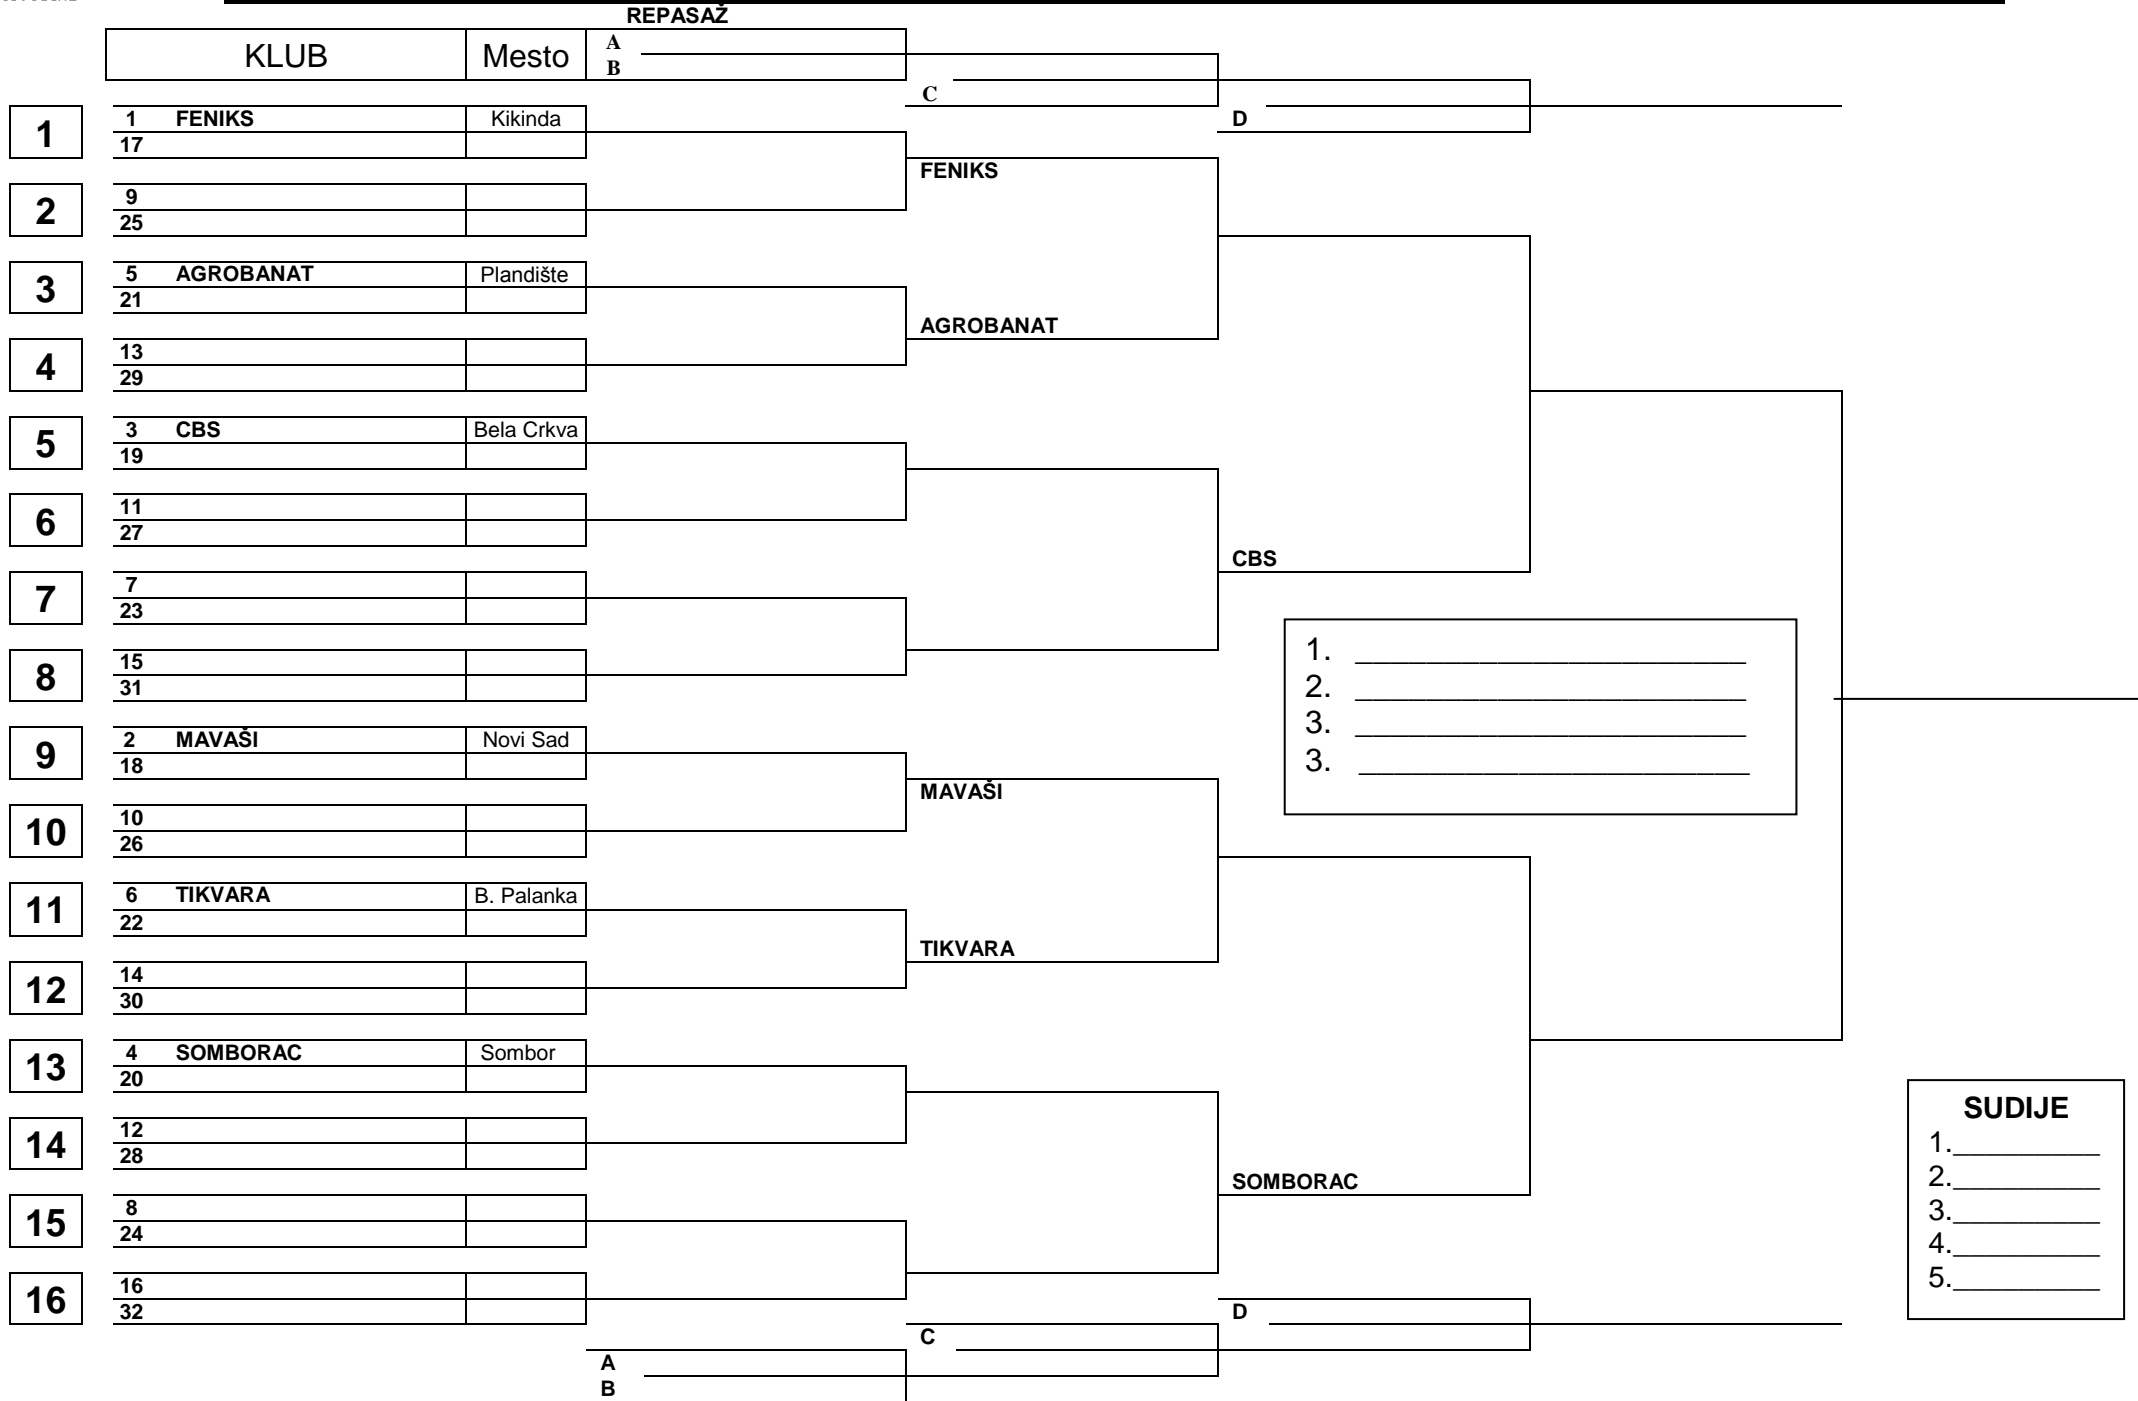 REPASAŽ
KLUB Mesto A
B
C
D
1 1 FENIKS Kikinda
17
FENIKS
2 9
25
3 5 AGROBANAT Plandište
21
AGROBANAT
4 13
29
5 3 CBS Bela Crkva
19
6 11
27
CBS
7 7
23
8 15
31
1. ______________________
2. ______________________
3. ______________________
3. ______________________
9 2 MAVAŠI Novi Sad
18
MAVAŠI
10 10
26
11 6 TIKVARA B. Palanka
22
TIKVARA
12 14
30
13 4 SOMBORAC Sombor
20
14 12
28
SOMBORAC
15 8
24
16 16
32
SUDIJE
1.________
2.________
3.________
4.________
5.________
D
C
A
B